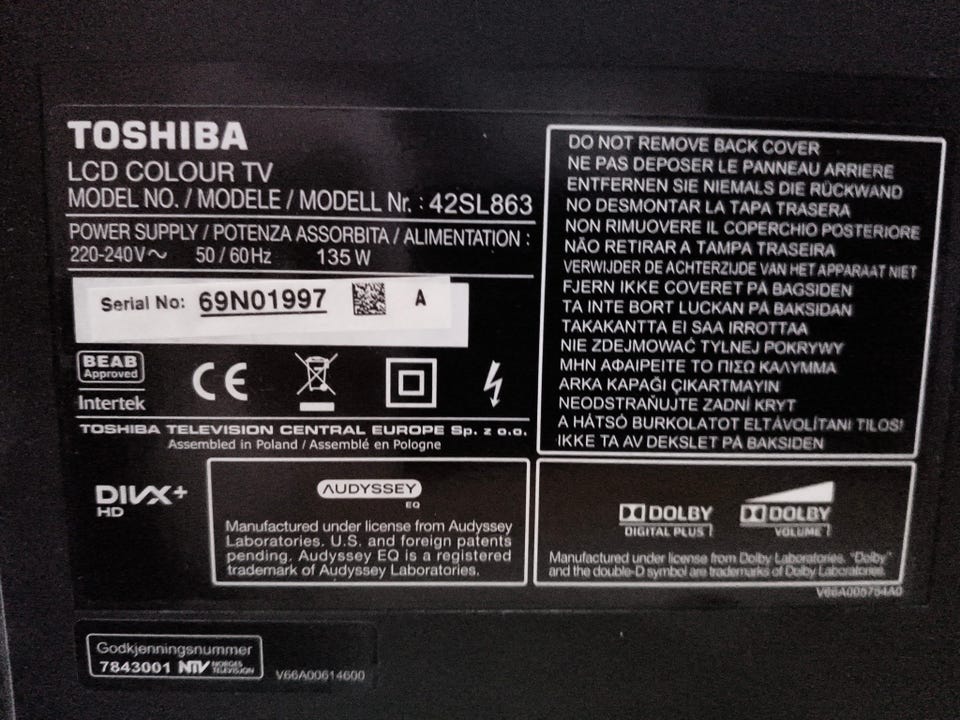 TOSHIBA
LCD COLOUR TV
MODEL NO. / MODELE / MODELL Nr. : 42SL863
POWER SUPPLY / POTENZA ASSORBITA / ALIMENTATION :
220-240V～ 50 / 60 Hz 135 W
Serial No: 69N01997 A
BEAB
Approved
Intertek
CE
TOSHIBA TELEVISION CENTRAL EUROPE Sp. z o.o.
Assembled in Poland / Assemblé en Pologne
DO NOT REMOVE BACK COVER
NE PAS DEPOSER LE PANNEAU ARRIERE
ENTFERNEN SIE NIEMALS DIE RÜCKWAND
NO DESMONTAR LA TAPA TRASERA
NON RIMUOVERE IL COPERCHIO POSTERIORE
NÃO RETIRAR A TAMPA TRASEIRA
VERWIJDER DE ACHTERZIJDE VAN HET APPARAAT NIET
FJERN IKKE COVERET PÅ BAGSIDEN
TA INTE BORT LUCKAN PÅ BAKSIDAN
TAKAKANTTA EI SAA IRROTTAA
NIE ZDEJMOWAĆ TYLNEJ POKRYWY
ΜΗΝ ΑΦΑΙΡΕΙΤΕ ΤΟ ΠΙΣΩ ΚΑΛΥΜΜΑ
ARKA KAPAĞI ÇIKARTMAYIN
NEODSTRAŇUJTE ZADNÍ KRYT
A HÁTSÓ BURKOLATOT ELTÁVOLÍTANI TILOS!
IKKE TA AV DEKSLET PÅ BAKSIDEN
DIVX+
HD
AUDYSSEY
EQ
Manufactured under license from Audyssey
Laboratories. U.S. and foreign patents
pending. Audyssey EQ is a registered
trademark of Audyssey Laboratories.
DOLBY
DIGITAL PLUS
DOLBY
VOLUME
Manufactured under license from Dolby Laboratories. "Dolby"
and the double-D symbol are trademarks of Dolby Laboratories.
V66A005754A0
Godkjenningsnummer
7843001 NTV NORGES
TELEVISION
V66A00614600